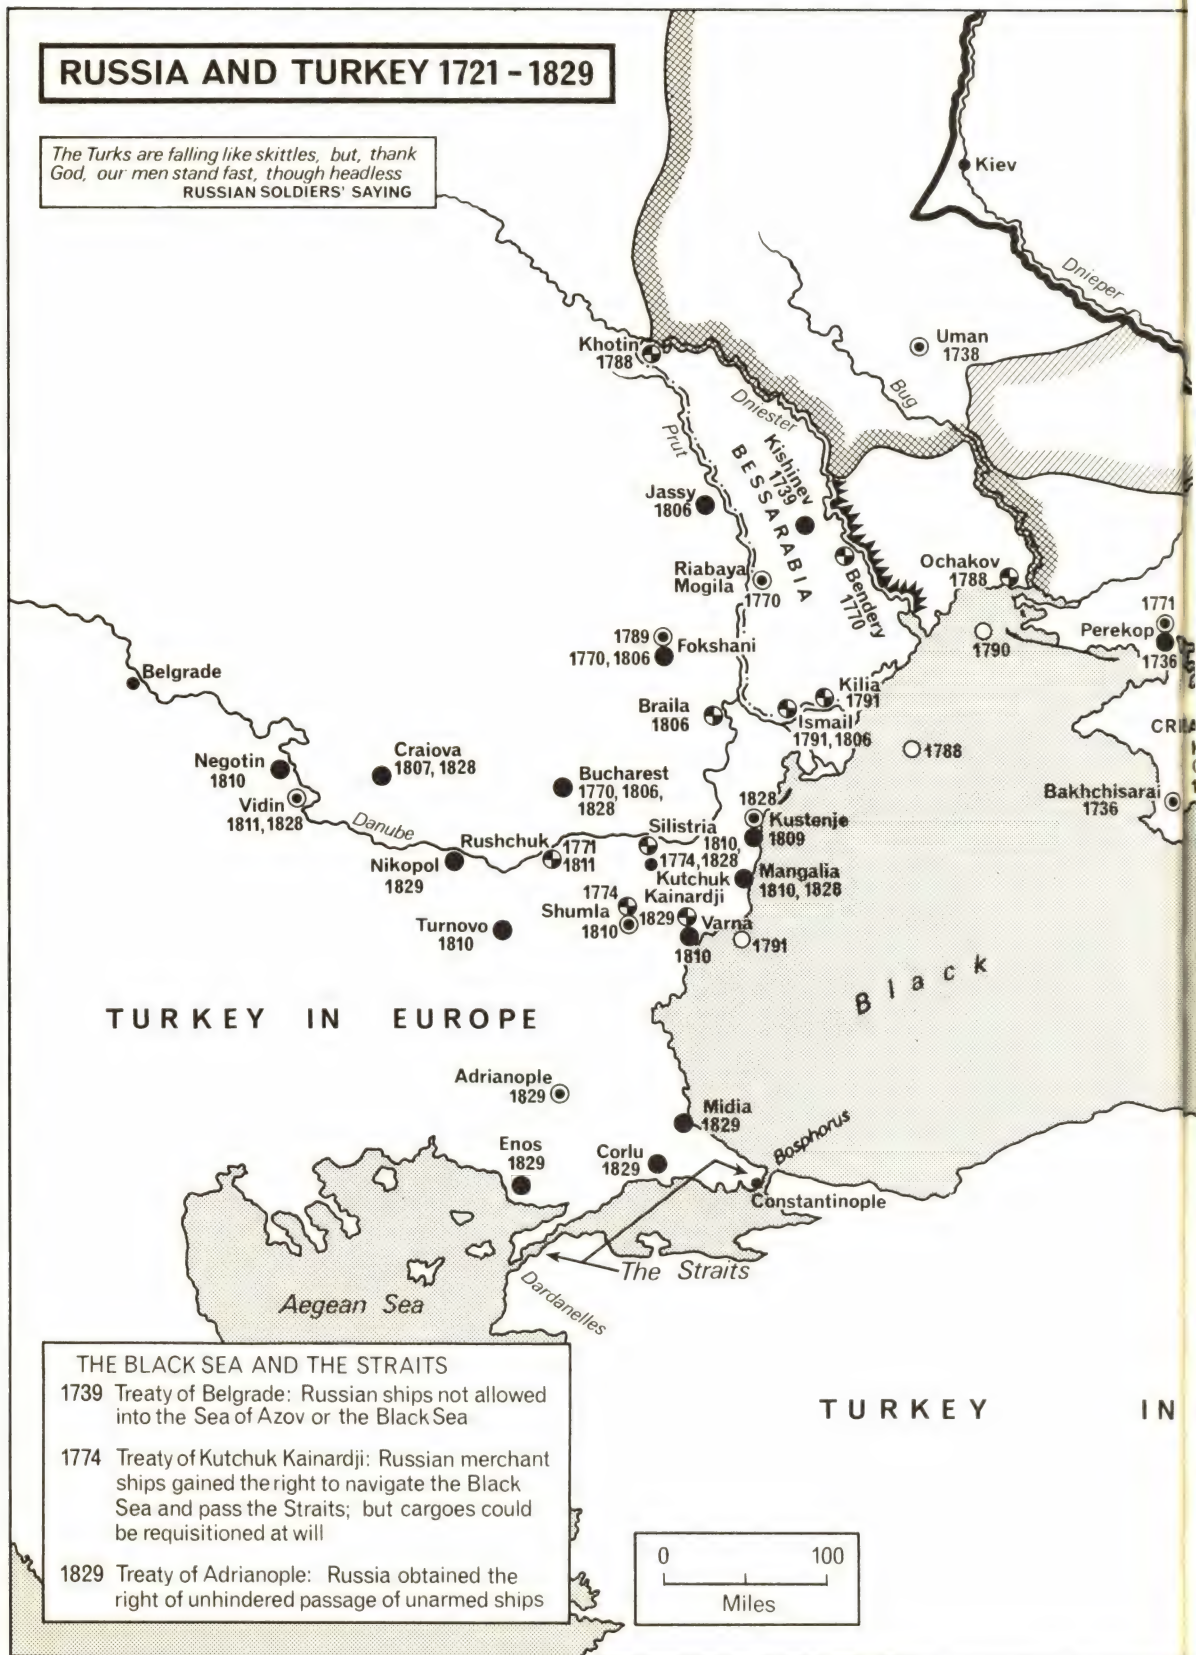 RUSSIA AND TURKEY 1721 - 1829
The Turks are falling like skittles, but, thank
God, our men stand fast, though headless
RUSSIAN SOLDIERS' SAYING
Kiev
Dnieper
Uman
1738
Khotin
1788
Bug
Dniester
Prut
Kishinev
1739
BESSARABIA
Jassy
1806
Bendery
1770
Ochakov
1788
Riabaya
Mogila
1770
1771
Perekop
1736
1790
1789
Fokshani
1770, 1806
Belgrade
Kilia
1791
Braila
1806
Ismail
1791, 1806
1788
Negotin
1810
Craiova
1807, 1828
Bucharest
1770, 1806,
1828
Bakhchisarai
1736
Vidin
1811, 1828
Danube
1828
Kustenje
1809
Rushchuk
1771
1811
Silistria
1810,
1774, 1828
Nikopol
1829
Kutchuk
Kainardji
Mangalia
1810, 1828
1774
Shumla
1810
1829
Varna
1810
1791
Turnovo
1810
Black
TURKEY IN EUROPE
Adrianople
1829
Midia
1829
Enos
1829
Corlu
1829
Bosphorus
Constantinople
The Straits
Dardanelles
Aegean Sea
THE BLACK SEA AND THE STRAITS
1739 Treaty of Belgrade: Russian ships not allowed
into the Sea of Azov or the Black Sea
1774 Treaty of Kutchuk Kainardji: Russian merchant
ships gained the right to navigate the Black
Sea and pass the Straits; but cargoes could
be requisitioned at will
1829 Treaty of Adrianople: Russia obtained the
right of unhindered passage of unarmed ships
TURKEY IN
0 100
Miles